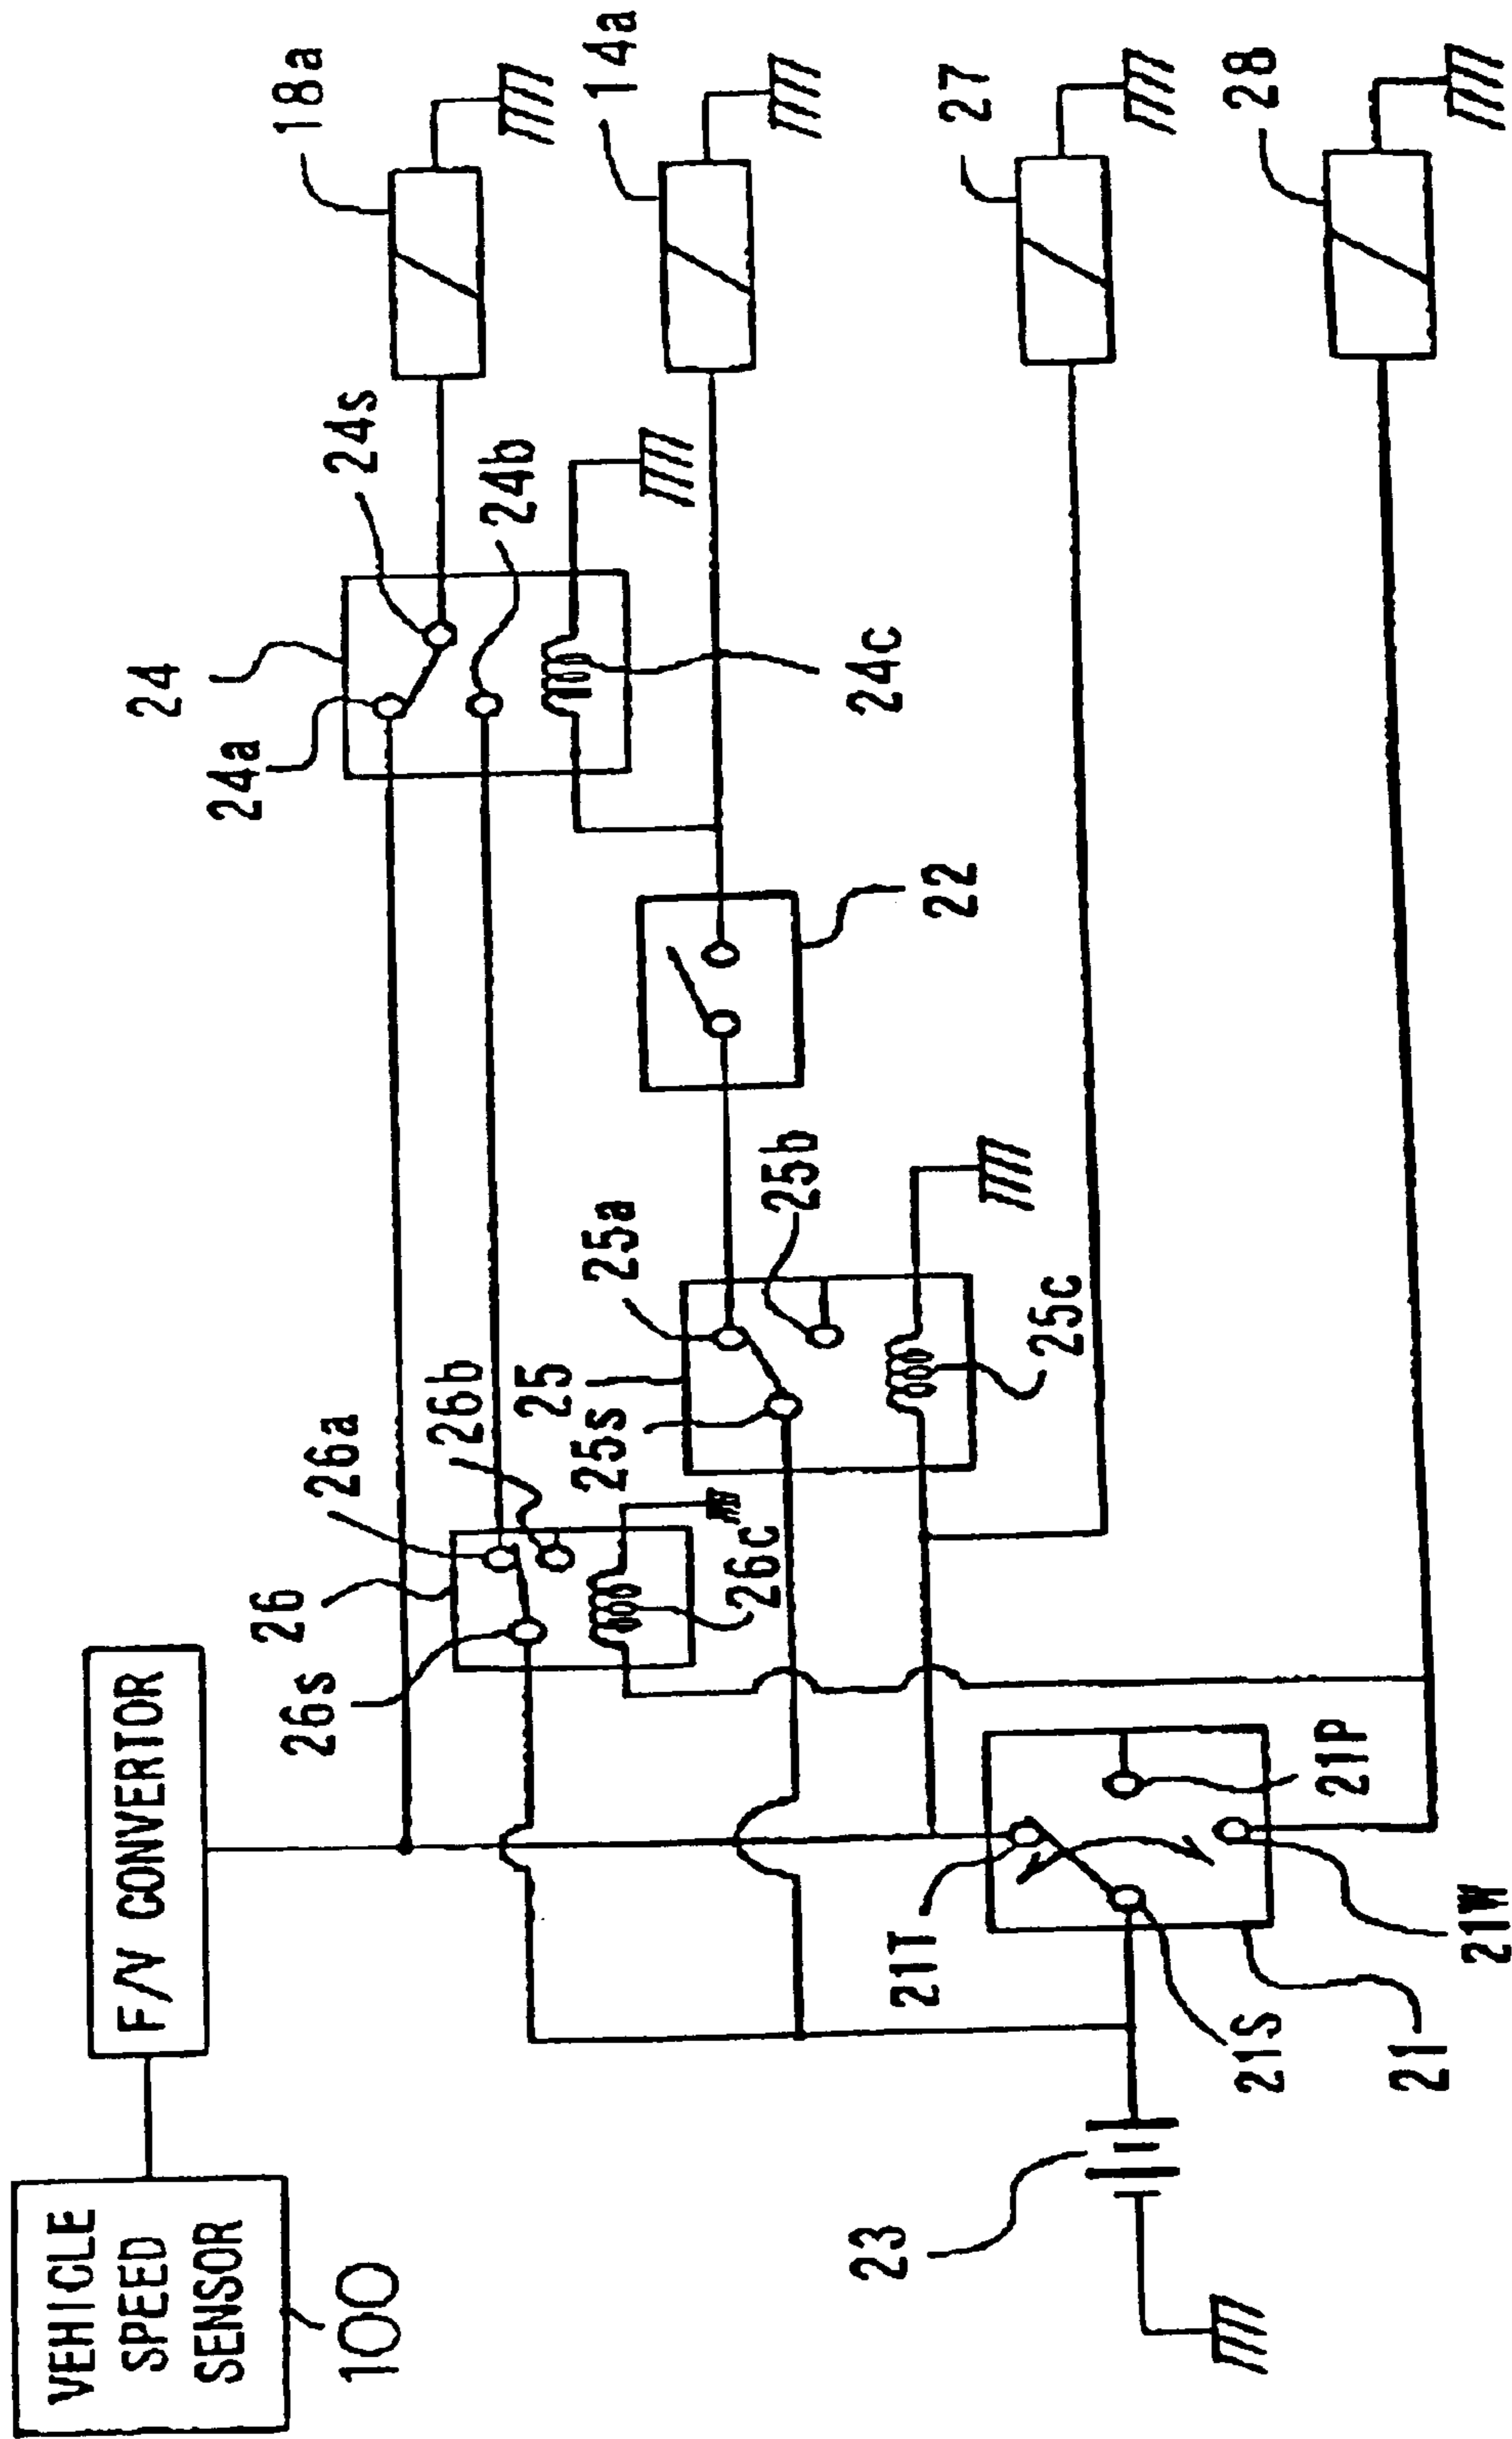 VEHICLE
SPEED
SENSOR
100
F/V CONVERTOR
26s
26
26a
26b
25
25s
25a
25b
25c
26c
24a
24
24s
24b
24c
22
18a
14a
27
28
23
21T
21S
21
21W
21P